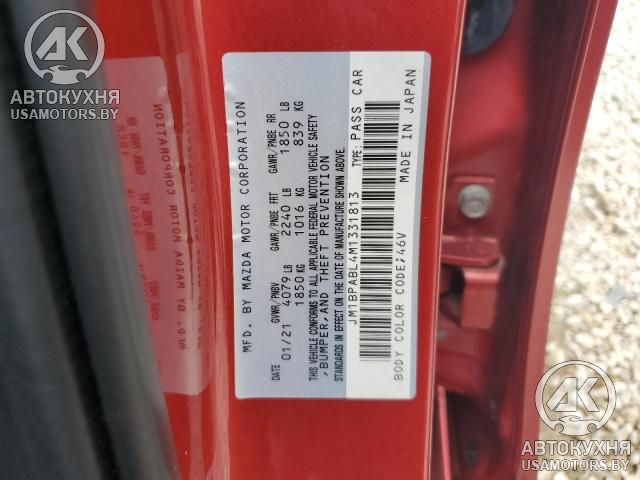 MFD. BY MAZDA MOTOR CORPORATION
DATE GVWR/PNBV GAWR/PNBE FRT GAWR/PNBE RR
01/21 4079 LB 2240 LB 1850 LB
1850 KG 1016 KG 839 KG
THIS VEHICLE CONFORMS TO ALL APPLICABLE FEDERAL MOTOR VEHICLE SAFETY
,BUMPER,AND THEFT PREVENTION
STANDARDS IN EFFECT ON THE DATE OF MANUFACTURE SHOWN ABOVE.
JM1BPABL4M1331813 TYPE: PASS CAR
BODY COLOR CODE;46V MADE IN JAPAN
АК
АВТОКУХНЯ
USAMOTORS.BY
АК
АВТОКУХНЯ
USAMOTORS.BY